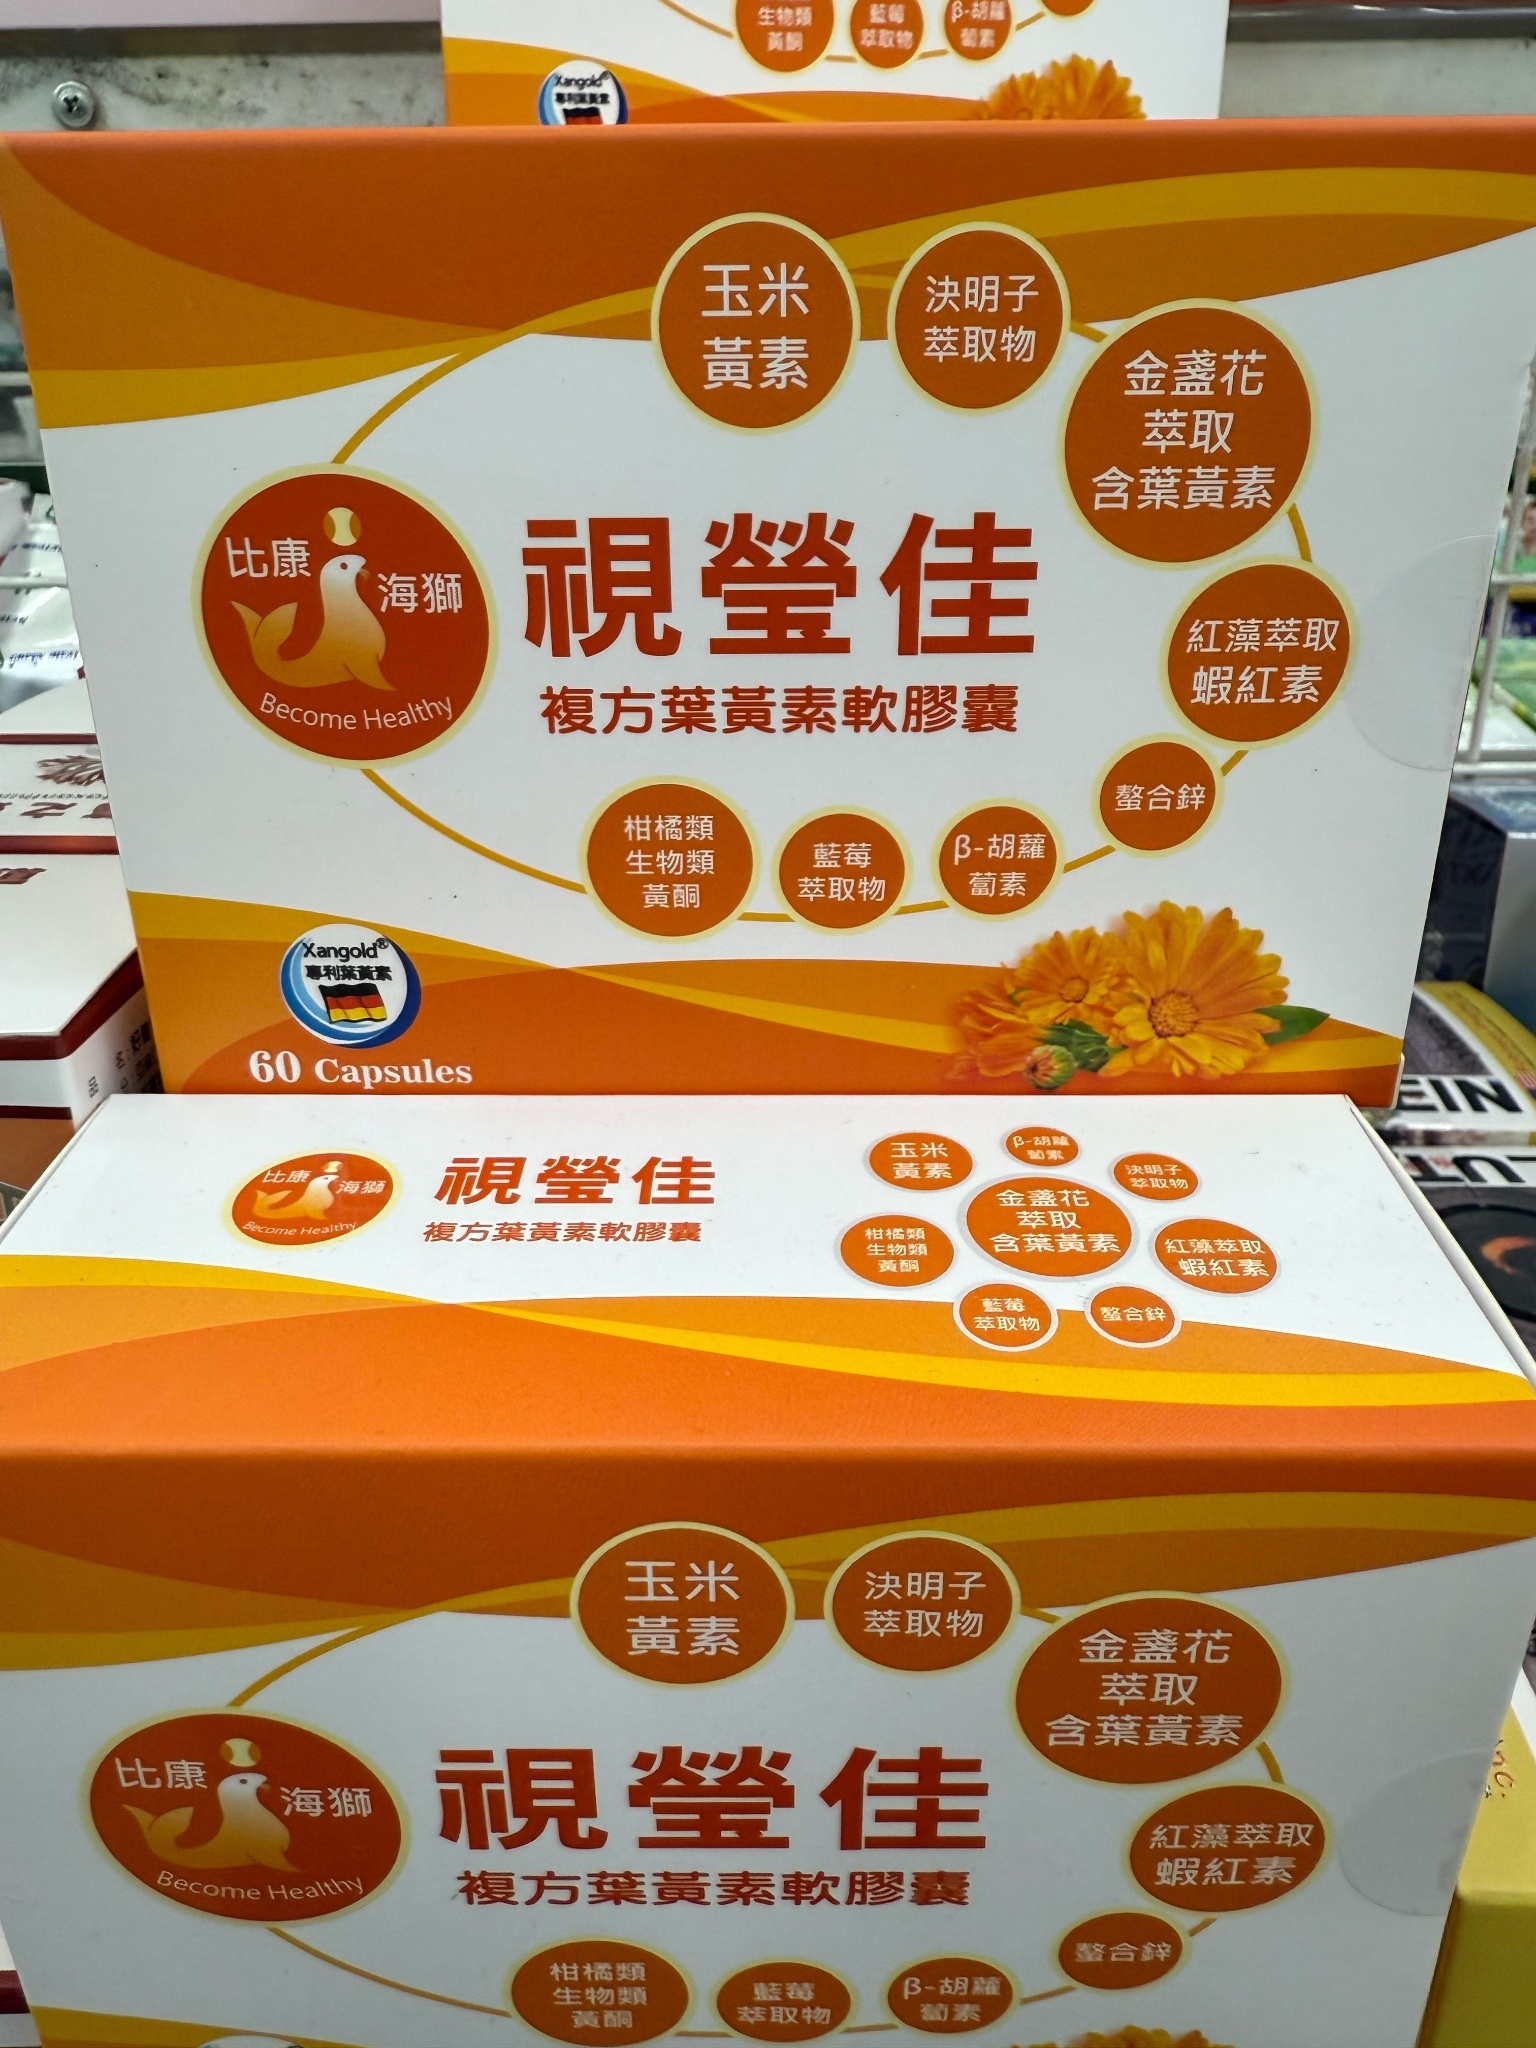 生物類
黃酮
藍莓
萃取物
β-胡蘿
蔔素
Xangold®
專利葉黃素
玉米
黃素
決明子
萃取物
金盞花
萃取
含葉黃素
比康
海獅
Become Healthy
視瑩佳
複方葉黃素軟膠囊
紅藻萃取
蝦紅素
螯合鋅
柑橘類
生物類
黃酮
藍莓
萃取物
β-胡蘿
蔔素
Xangold®
專利葉黃素
60 Capsules
比康
海獅
Become Healthy
視瑩佳
複方葉黃素軟膠囊
玉米
黃素
β-胡蘿
蔔素
決明子
萃取物
金盞花
萃取
含葉黃素
柑橘類
生物類
黃酮
紅藻萃取
蝦紅素
藍莓
萃取物
螯合鋅
玉米
黃素
決明子
萃取物
金盞花
萃取
含葉黃素
比康
海獅
Become Healthy
視瑩佳
複方葉黃素軟膠囊
紅藻萃取
蝦紅素
螯合鋅
柑橘類
生物類
黃酮
藍莓
萃取物
β-胡蘿
蔔素